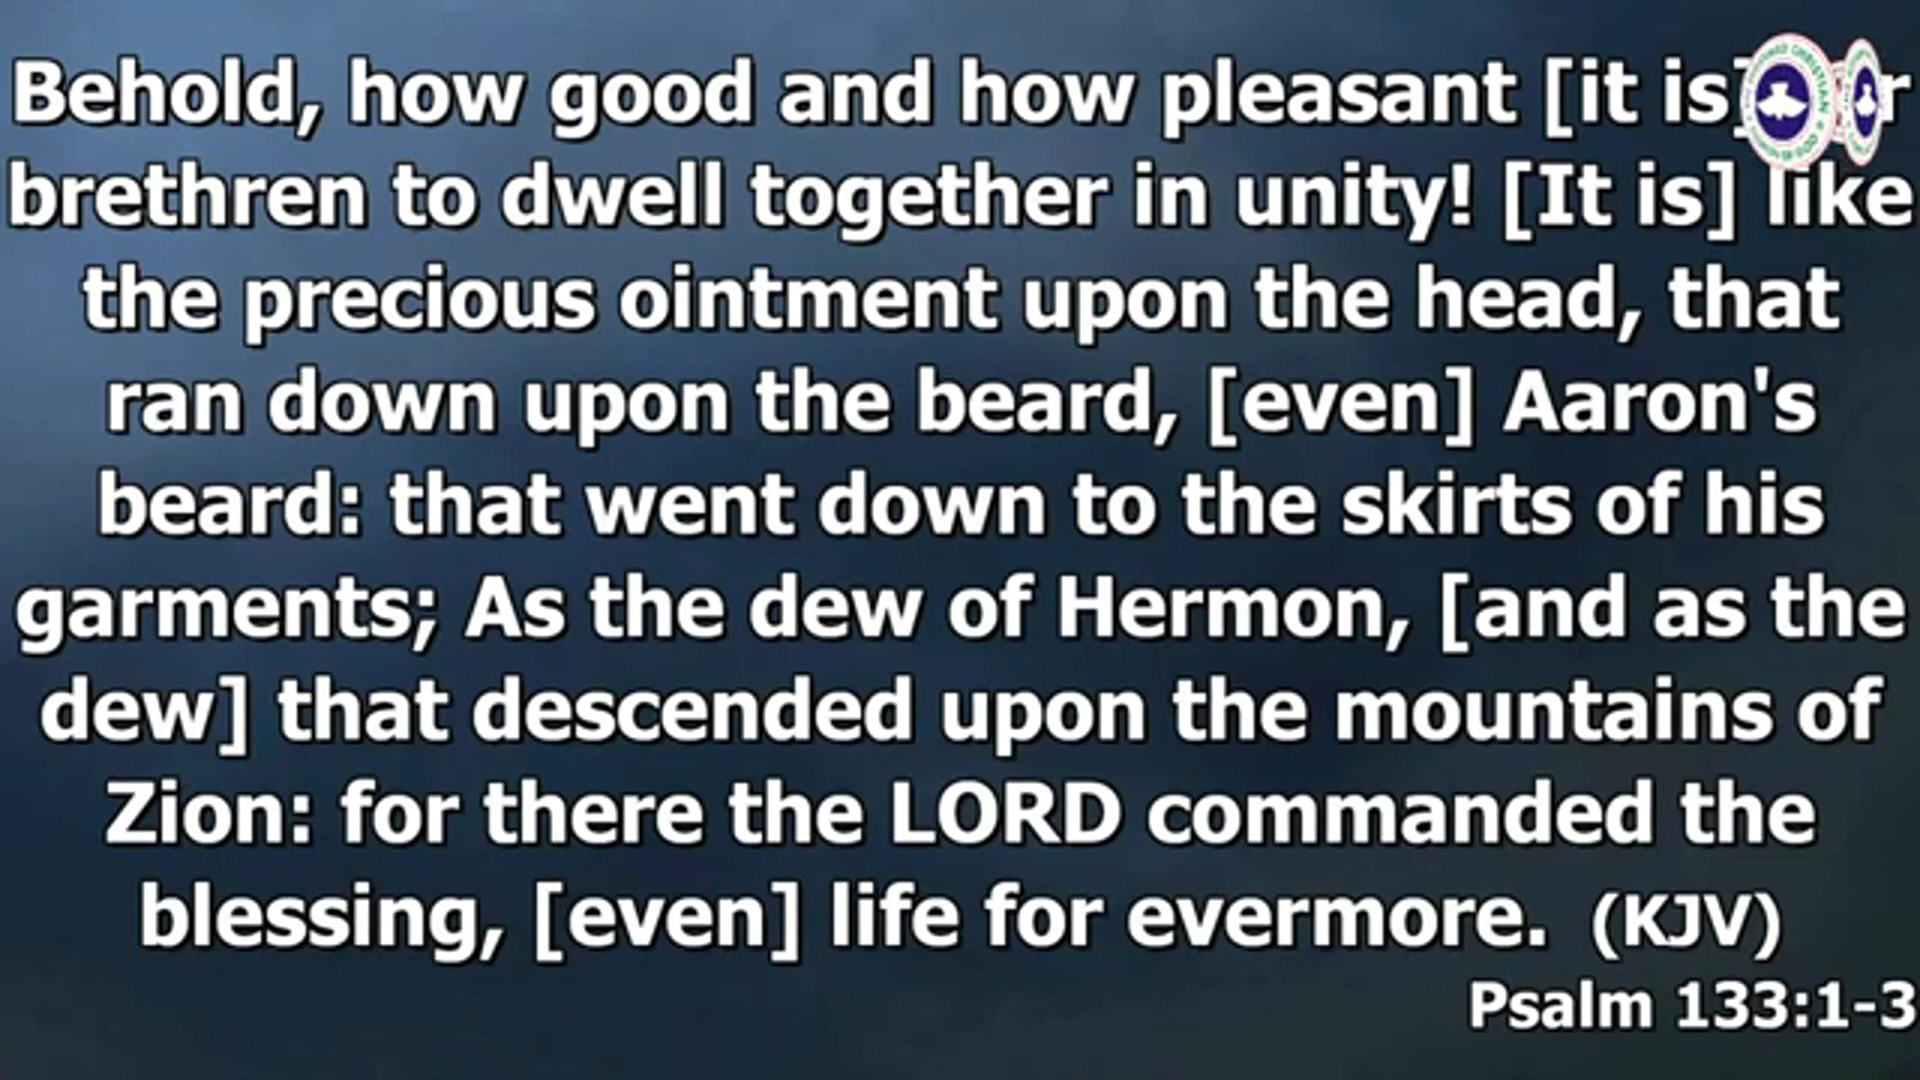 Behold, how good and how pleasant [it is]
brethren to dwell together in unity! [It is] like
the precious ointment upon the head, that
ran down upon the beard, [even] Aaron's
beard: that went down to the skirts of his
garments; As the dew of Hermon, [and as the
dew] that descended upon the mountains of
Zion: for there the LORD commanded the
blessing, [even] life for evermore. (KJV)
Psalm 133:1-3